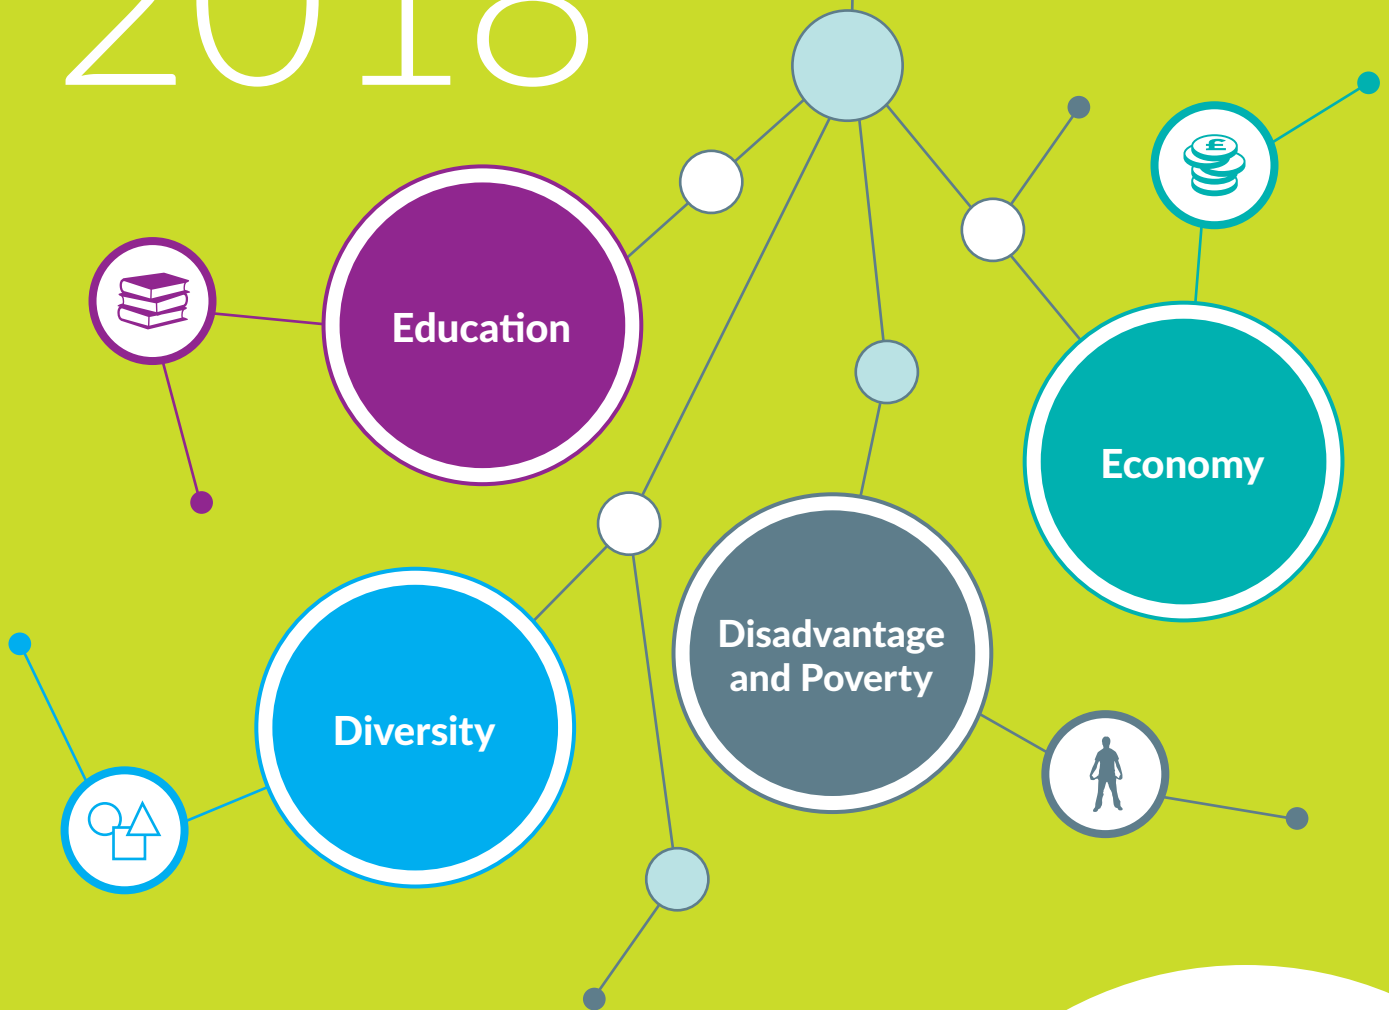 2018
Education
Economy
Disadvantage
and Poverty
Diversity
£